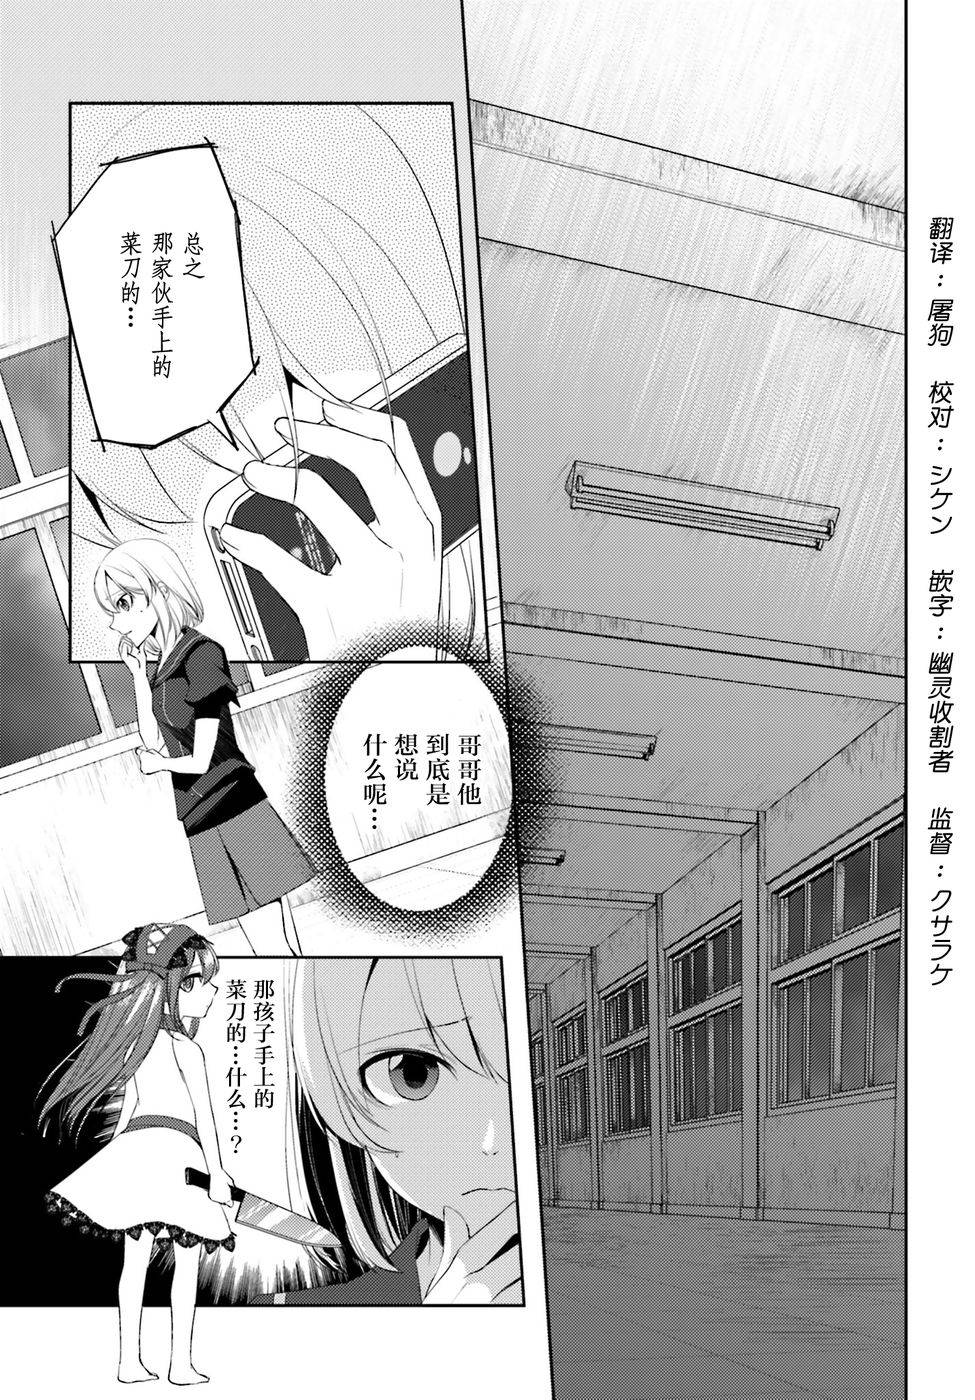 总之
那家伙手上的
菜刀的…
哥哥他
到底是
想说
什么呢…
那孩子手上的
菜刀的…什么…?
翻译：屠狗 校对：シケン 嵌字：幽灵收割者 监督：クサラケ